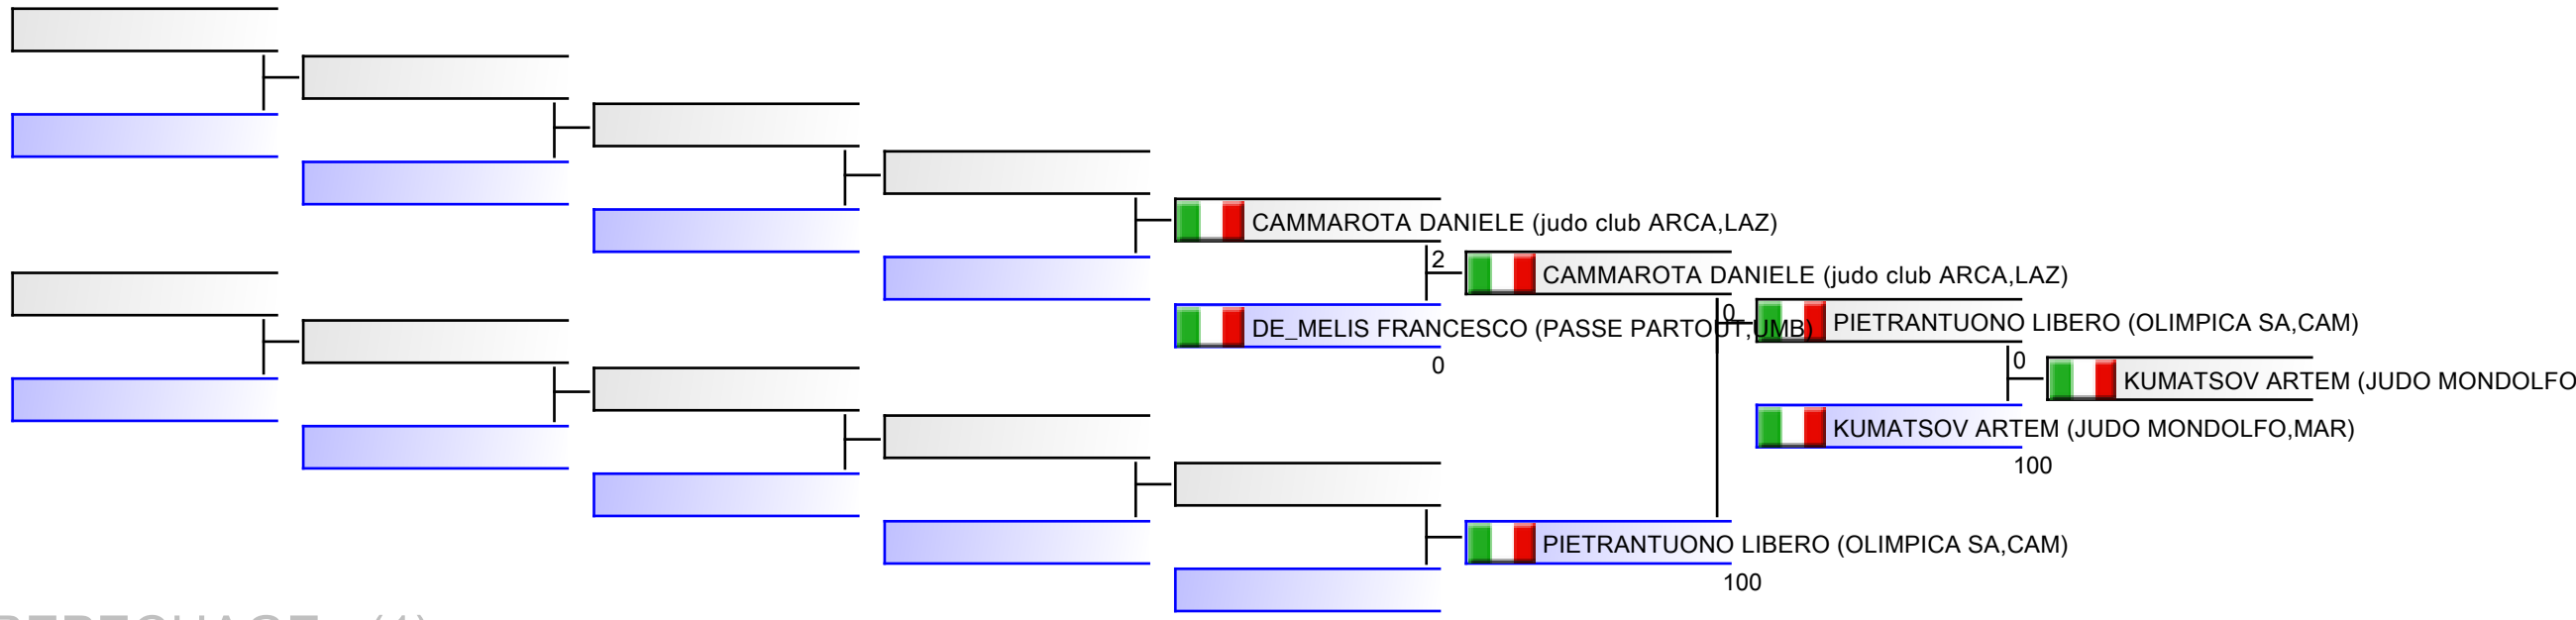 CAMMAROTA DANIELE (judo club ARCA,LAZ)
2
CAMMAROTA DANIELE (judo club ARCA,LAZ)
DE_MELIS FRANCESCO (PASSE PARTOUT,UMB)
0
0
PIETRANTUONO LIBERO (OLIMPICA SA,CAM)
0
KUMATSOV ARTEM (JUDO MONDOLFO
KUMATSOV ARTEM (JUDO MONDOLFO,MAR)
100
PIETRANTUONO LIBERO (OLIMPICA SA,CAM)
100